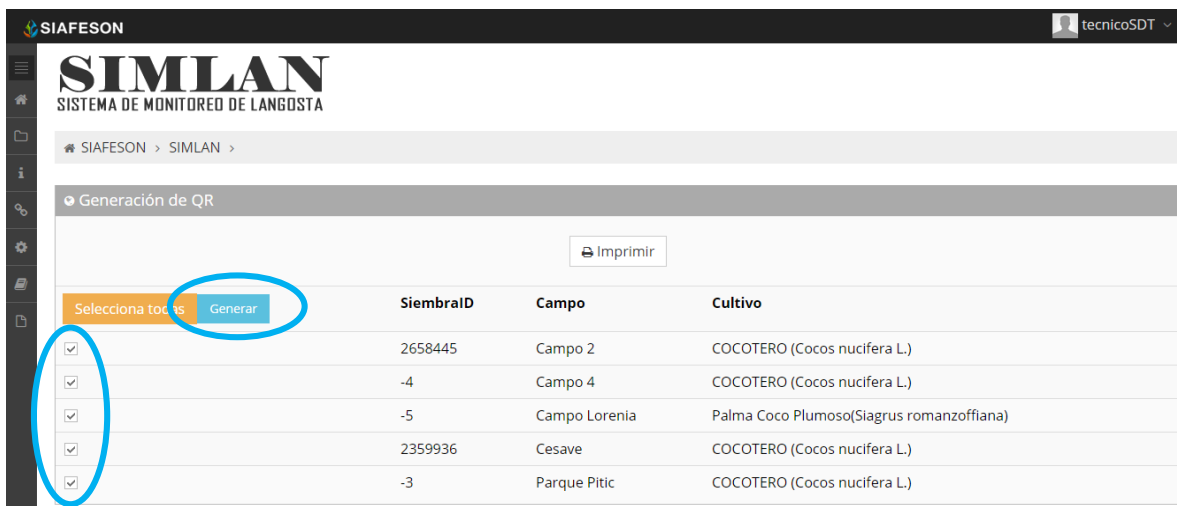 SIAFESON
tecnicoSDT
SIMLAN
SISTEMA DE MONITOREO DE LANGOSTA
SIAFESON > SIMLAN >
Generación de QR
Imprimir
Selecciona todas Generar SiembraID Campo Cultivo
2658445 Campo 2 COCOTERO (Cocos nucifera L.)
-4 Campo 4 COCOTERO (Cocos nucifera L.)
-5 Campo Lorenia Palma Coco Plumoso(Siagrus romanzoffiana)
2359936 Cesave COCOTERO (Cocos nucifera L.)
-3 Parque Pitic COCOTERO (Cocos nucifera L.)